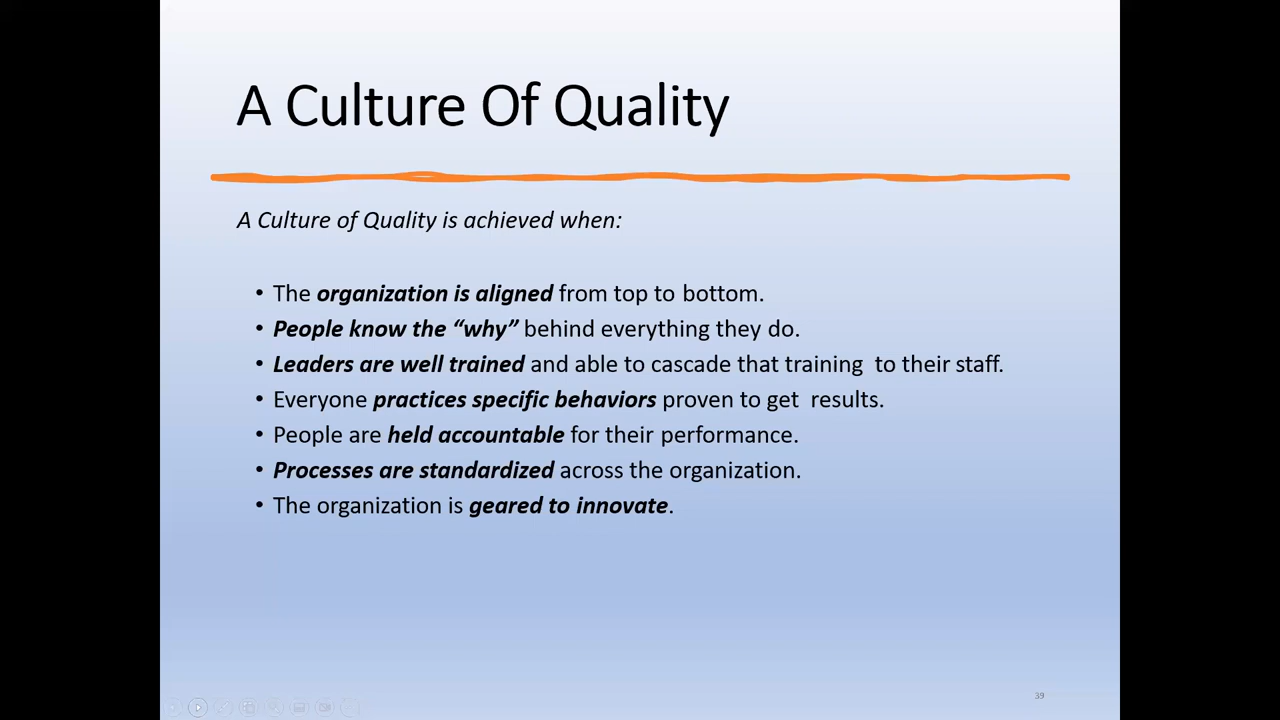 A Culture Of Quality
A Culture of Quality is achieved when:
• The organization is aligned from top to bottom.
• People know the “why” behind everything they do.
• Leaders are well trained and able to cascade that training  to their staff.
• Everyone practices specific behaviors proven to get  results.
• People are held accountable for their performance.
• Processes are standardized across the organization.
• The organization is geared to innovate.
39